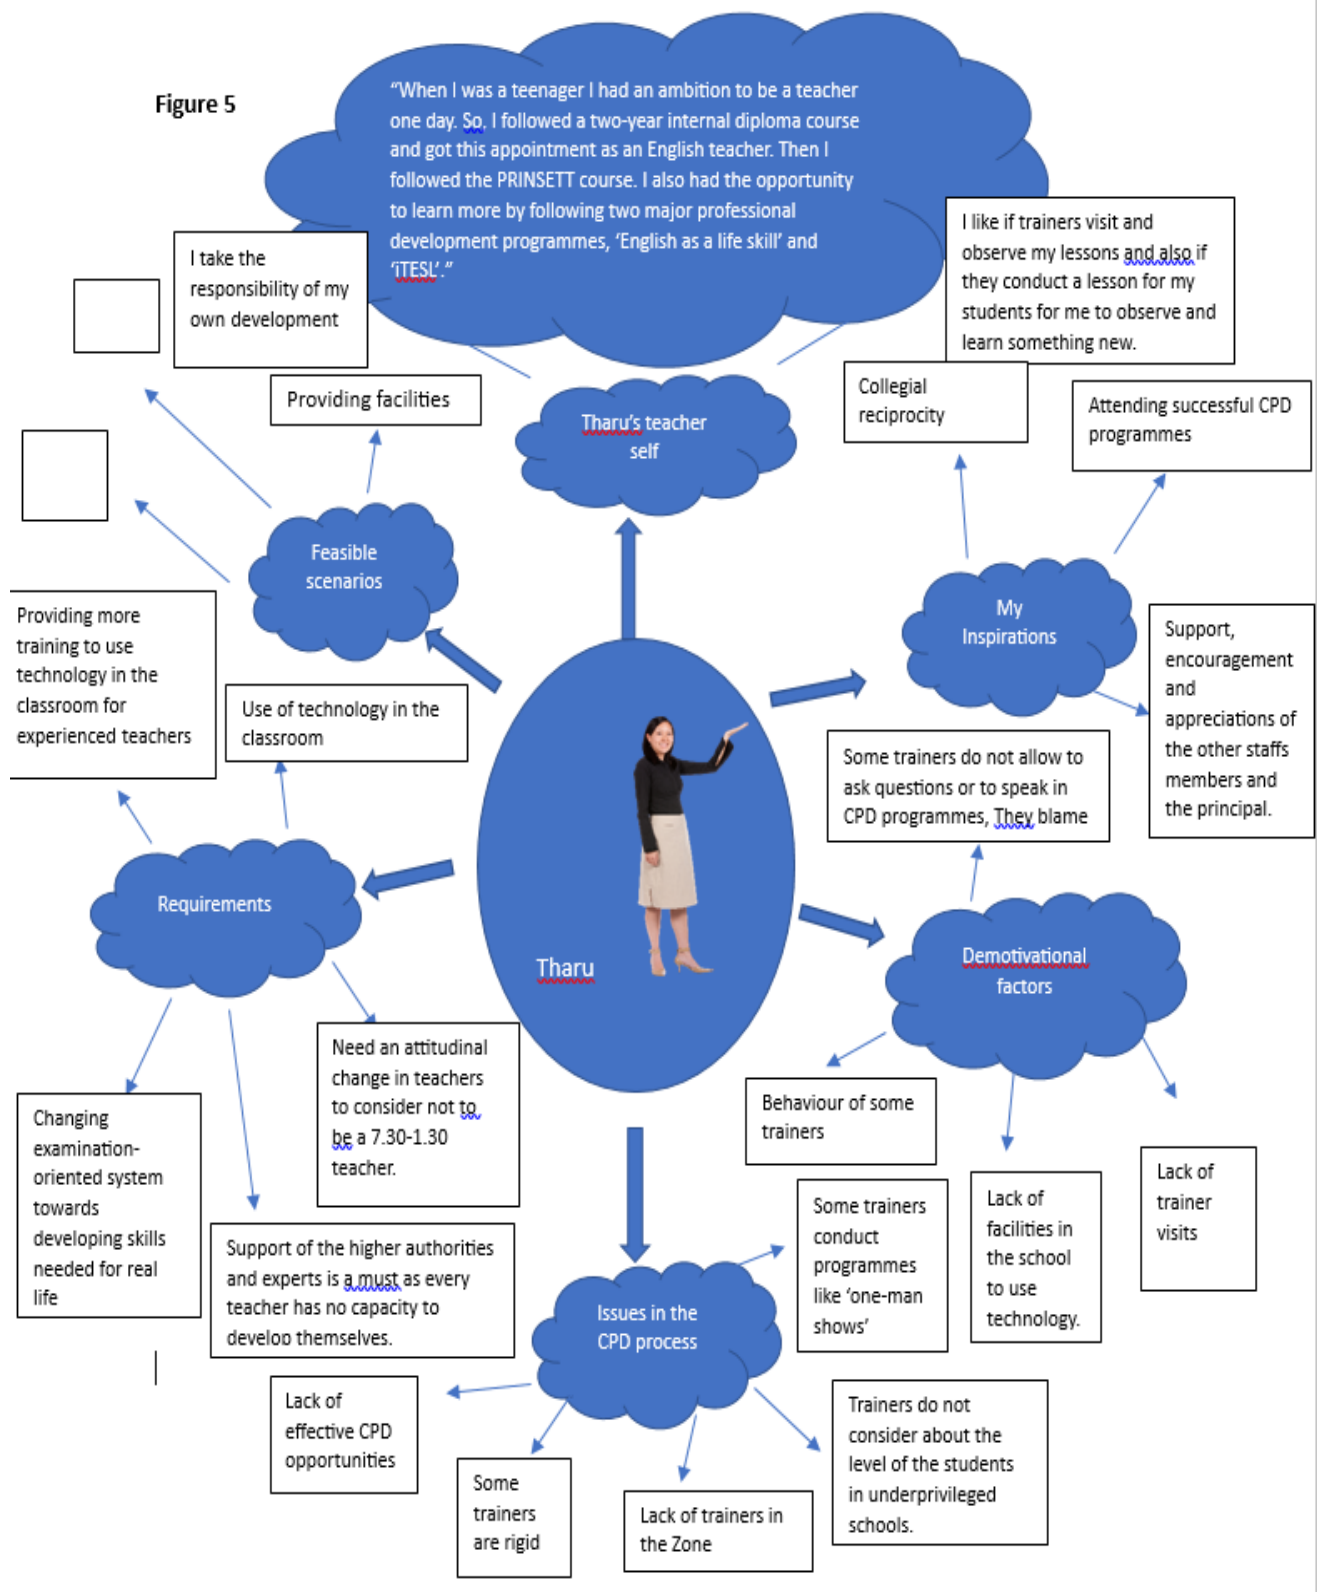 Figure 5
“When I was a teenager I had an ambition to be a teacher
one day. So, I followed a two-year internal diploma course
and got this appointment as an English teacher. Then I
followed the PRINSETT course. I also had the opportunity
to learn more by following two major professional
development programmes, ‘English as a life skill’ and
‘iTESL’.”
I take the
responsibility of my
own development
I like if trainers visit and
observe my lessons and also if
they conduct a lesson for my
students for me to observe and
learn something new.
Providing facilities
Tharu’s teacher
self
Collegial
reciprocity
Attending successful CPD
programmes
Feasible
scenarios
My
Inspirations
Providing more
training to use
technology in the
classroom for
experienced teachers
Use of technology in the
classroom
Support,
encouragement
and
appreciations of
the other staffs
members and
the principal.
Some trainers do not allow to
ask questions or to speak in
CPD programmes, They blame
Requirements
Tharu
Demotivational
factors
Need an attitudinal
change in teachers
to consider not to
be a 7.30-1.30
teacher.
Behaviour of some
trainers
Changing
examination-
oriented system
towards
developing skills
needed for real
life
Support of the higher authorities
and experts is a must as every
teacher has no capacity to
develop themselves.
Some trainers
conduct
programmes
like ‘one-man
shows’
Lack of
facilities in
the school
to use
technology.
Lack of
trainer
visits
Issues in the
CPD process
Lack of
effective CPD
opportunities
Some
trainers
are rigid
Lack of trainers in
the Zone
Trainers do not
consider about the
level of the students
in underprivileged
schools.